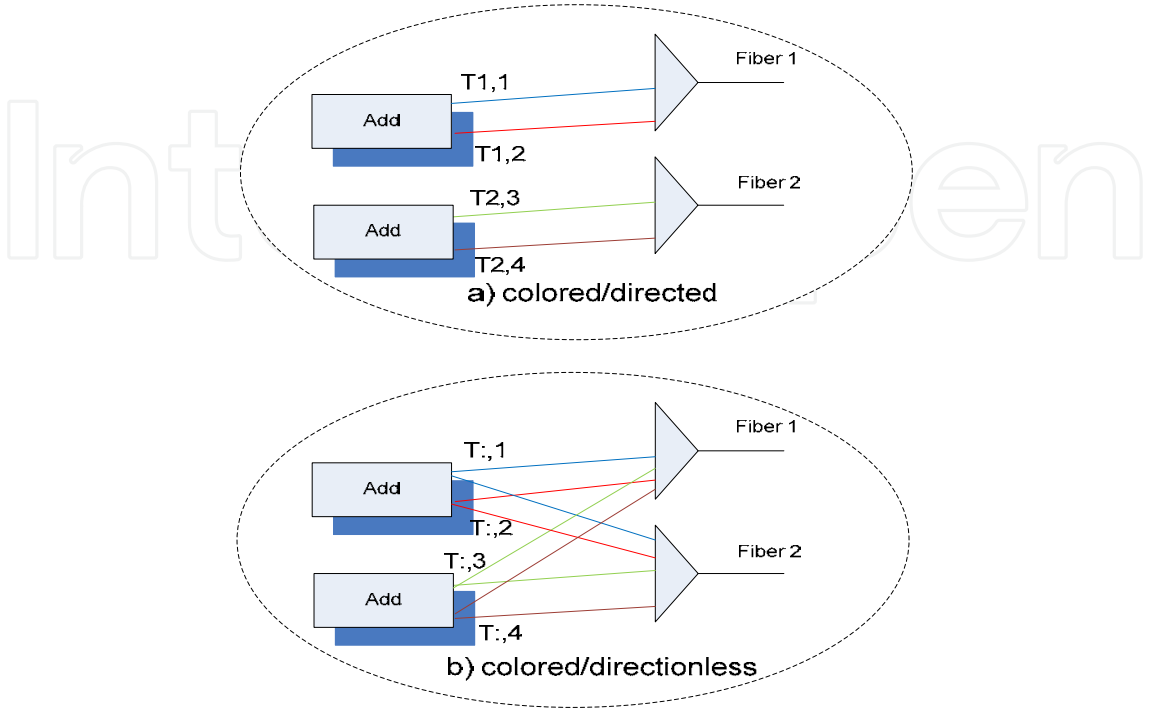 Fiber 1
T1,1
Add
T1,2
Fiber 2
T2,3
Add
T2,4
a) colored/directed
Fiber 1
T:,1
Add
T:,2
Fiber 2
T:,3
Add
T:,4
b) colored/directionless